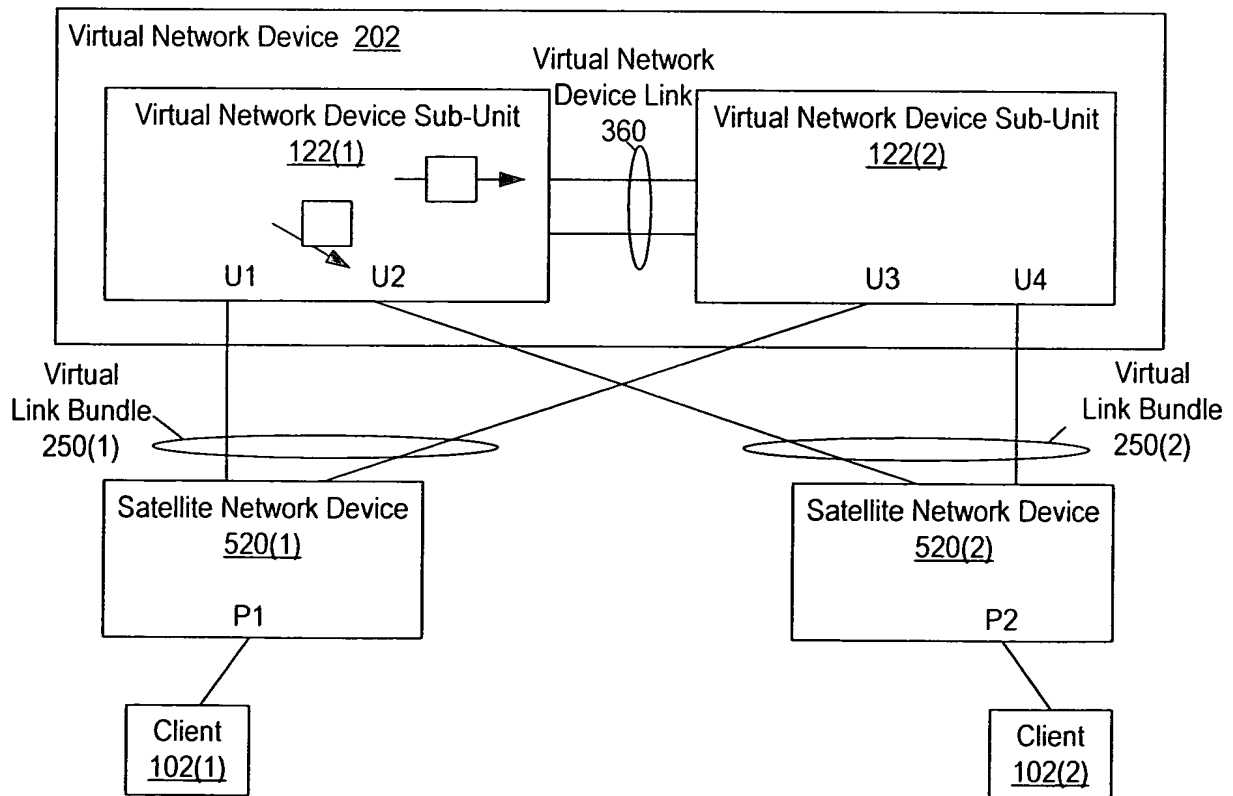 Virtual Network Device 202
Virtual Network
Device Link
360
Virtual Network Device Sub-Unit
122(1)
Virtual Network Device Sub-Unit
122(2)
U1
U2
U3
U4
Virtual
Link Bundle
250(1)
Virtual
Link Bundle
250(2)
Satellite Network Device
520(1)
P1
Satellite Network Device
520(2)
P2
Client
102(1)
Client
102(2)